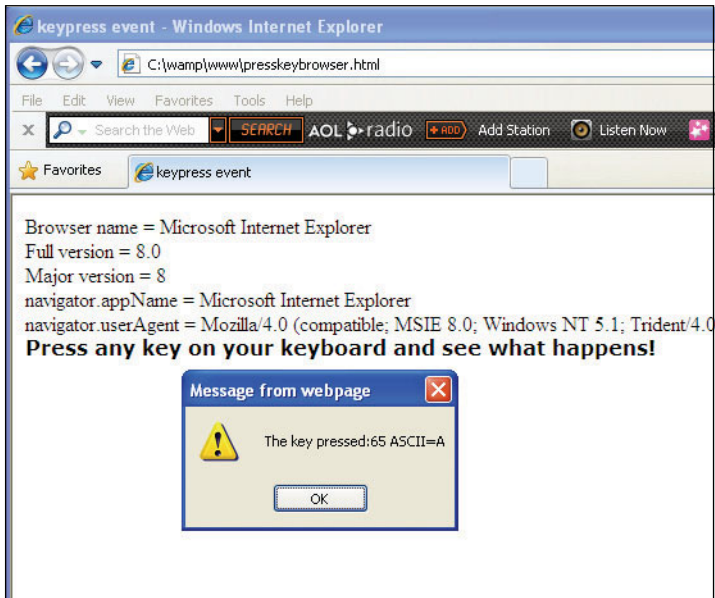 keypress event - Windows Internet Explorer
C:\wamp\www\presskeybrowser.html
File Edit View Favorites Tools Help
x Search the Web SEARCH AOL radio +ADD Add Station Listen Now
Favorites keypress event
Browser name = Microsoft Internet Explorer
Full version = 8.0
Major version = 8
navigator.appName = Microsoft Internet Explorer
navigator.userAgent = Mozilla/4.0 (compatible; MSIE 8.0; Windows NT 5.1; Trident/4.0
Press any key on your keyboard and see what happens!
Message from webpage
The key pressed:65 ASCII=A
OK